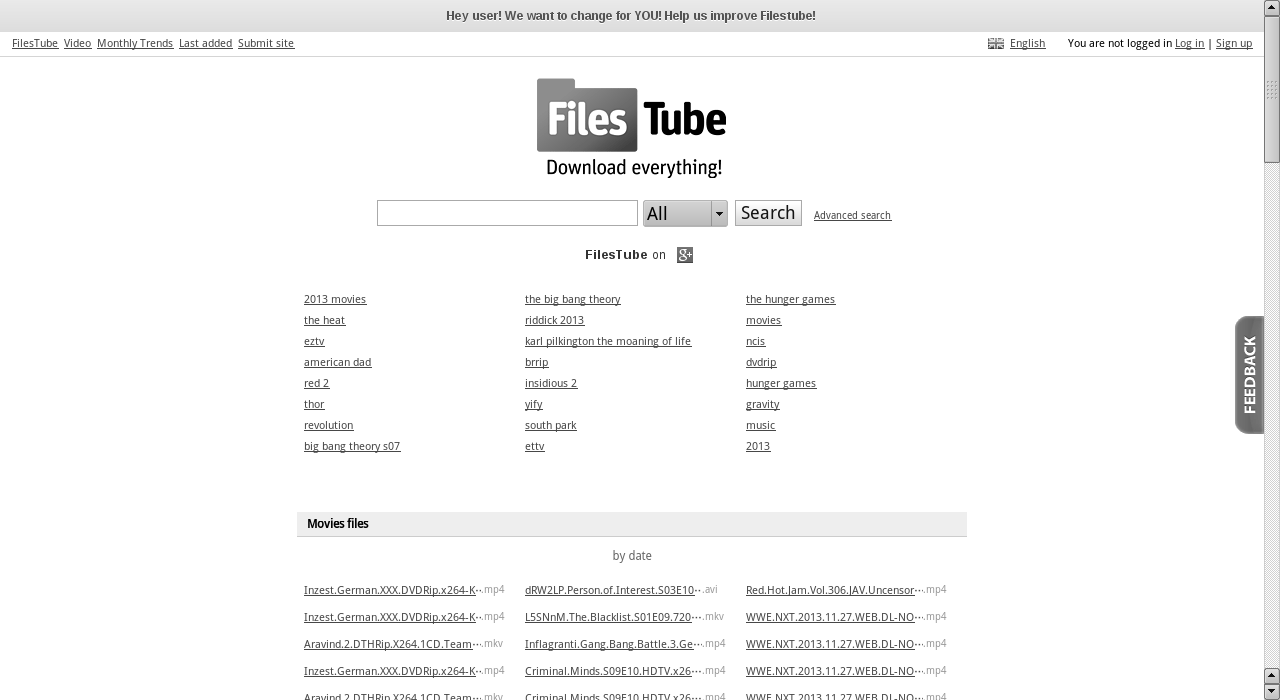 Hey user! We want to change for YOU! Help us improve Filestube!
FilesTube Video Monthly Trends Last added Submit site English You are not logged in Log in | Sign up
Files Tube
Download everything!
All Search Advanced search
FilesTube on g+
2013 movies the big bang theory the hunger games
the heat riddick 2013 movies
eztv karl pilkington the moaning of life ncis
american dad brrip dvdrip
red 2 insidious 2 hunger games
thor yify gravity
revolution south park music
big bang theory s07 ettv 2013
FEEDBACK
Movies files
by date
Inzest.German.XXX.DVDRip.x264-K... .mp4 dRW2LP.Person.of.Interest.S03E10... .avi Red.Hot.Jam.Vol.306.JAV.Uncensor... .mp4
Inzest.German.XXX.DVDRip.x264-K... .mp4 L5SNnM.The.Blacklist.S01E09.720... .mkv WWE.NXT.2013.11.27.WEB.DL-NO... .mp4
Aravind.2.DTHRip.X264.1CD.Team... .mkv Inflagranti.Gang.Bang.Battle.3.Ge... .mp4 WWE.NXT.2013.11.27.WEB.DL-NO... .mp4
Inzest.German.XXX.DVDRip.x264-K... .mp4 Criminal.Minds.S09E10.HDTV.x26... .mp4 WWE.NXT.2013.11.27.WEB.DL-NO... .mp4
Aravind.2.DTHRip.X264.1CD.Team... .mkv Criminal.Minds.S09E10.HDTV.x26... .mp4 WWE.NXT.2013.11.27.WEB.DL-NO... .mp4